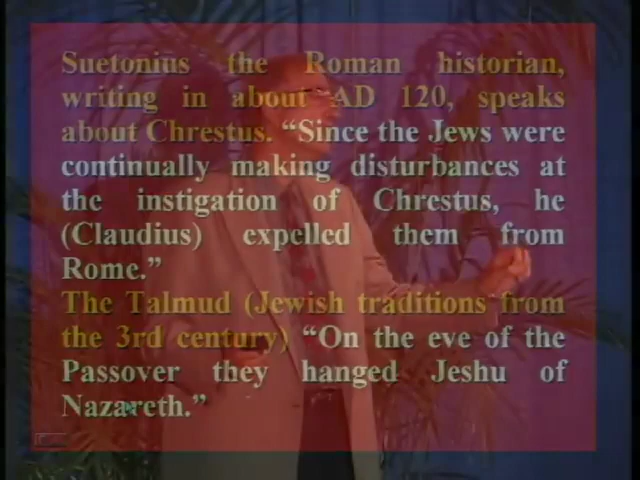 Suetonius the Roman historian,
writing in about AD 120, speaks
about Chrestus. “Since the Jews were
continually making disturbances at
the instigation of Chrestus, he
(Claudius) expelled them from
Rome.”
The Talmud (Jewish traditions from
the 3rd century) “On the eve of the
Passover they hanged Jeshu of
Nazareth.”